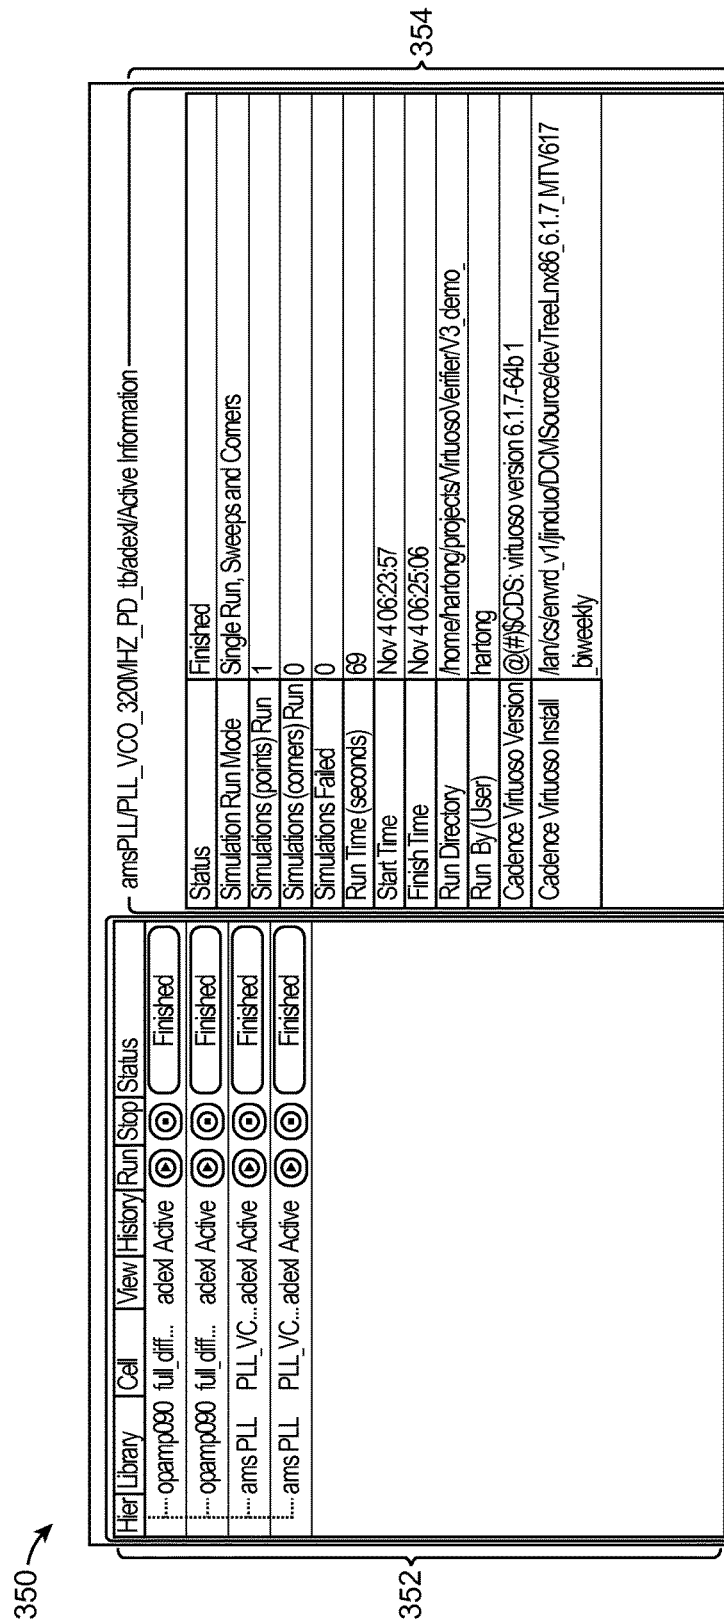 350
352
Hier Library Cell View History Run Stop Status
opamp090 full_diff... adexl Active Finished
opamp090 full_diff... adexl Active Finished
ams PLL PLL_VC... adexl Active Finished
ams PLL PLL_VC... adexl Active Finished
354
amsPLL/PLL_VCO_320MHZ_PD_tb/adexl/Active Information
Status Finished
Simulation Run Mode Single Run, Sweeps and Corners
Simulations (points) Run 1
Simulations (corners) Run 0
Simulations Failed 0
Run Time (seconds) 69
Start Time Nov 4 06:23:57
Finish Time Nov 4 06:25:06
Run Directory /home/hartong/projects/VirtuosoVerifier/V3_demo_
Run By (User) hartong
Cadence Virtuoso Version @(#)$CDS: virtuoso version 6.1.7-64b 1
Cadence Virtuoso Install /lan/cs/envrd_v1/jinduo/DCMSource/devTreeLnx86_6.1.7_MTV617
_biweekly